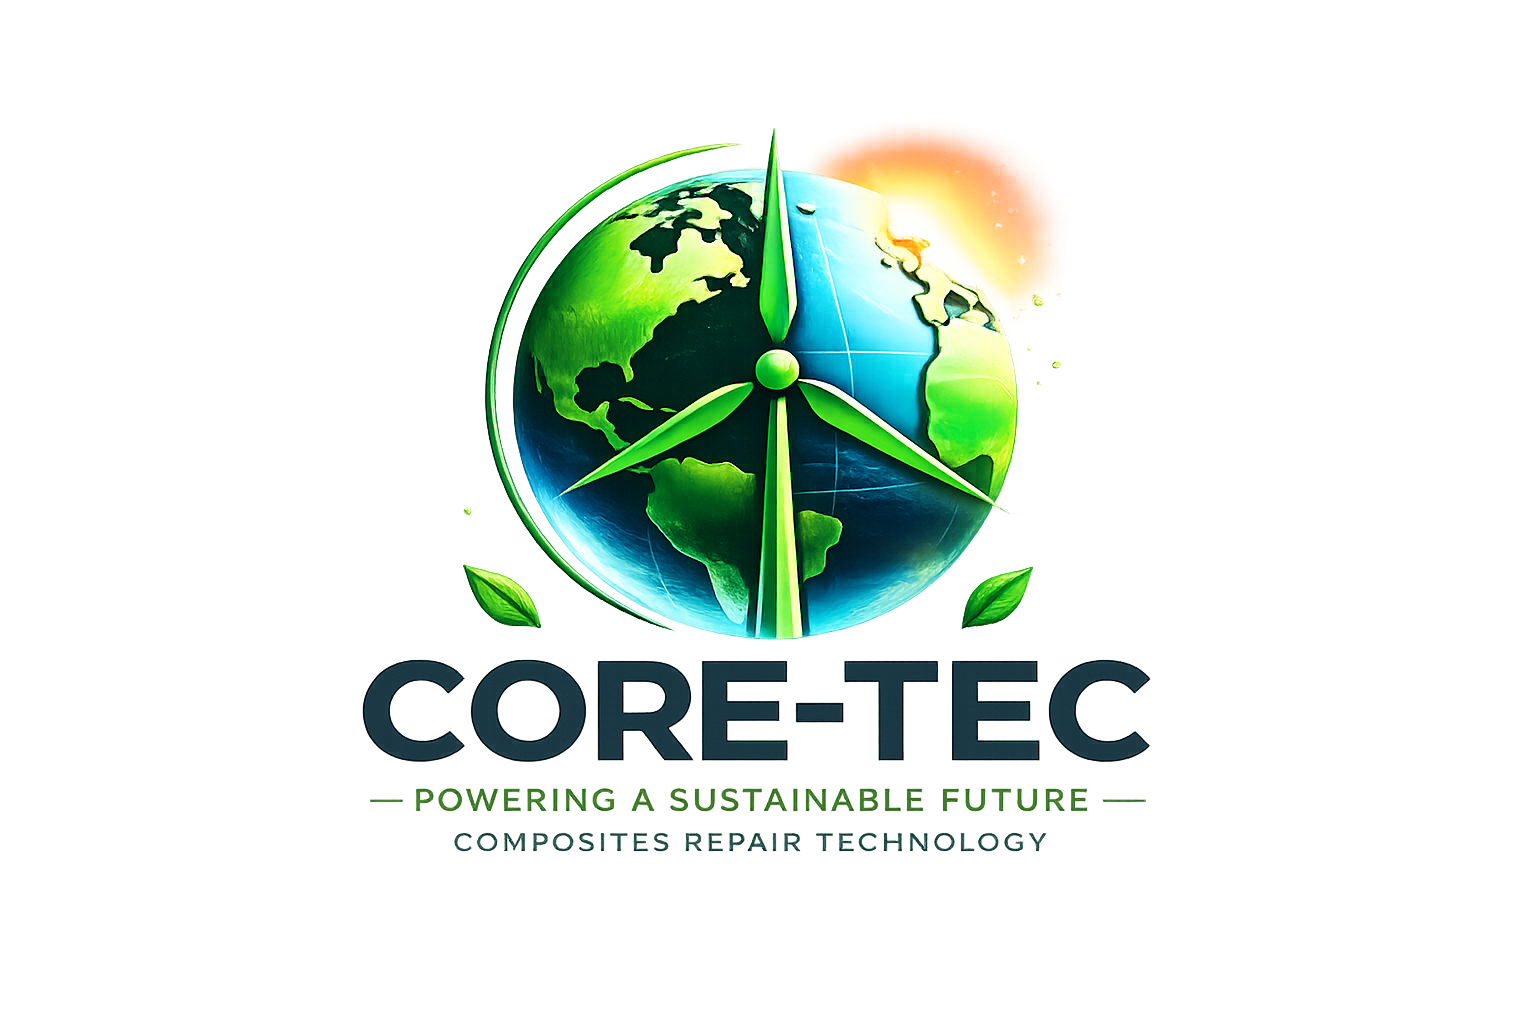 CORE-TEC
— POWERING A SUSTAINABLE FUTURE —
COMPOSITES REPAIR TECHNOLOGY